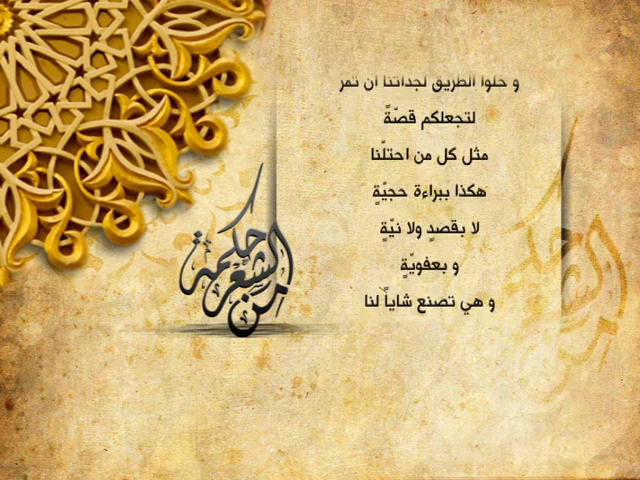 و خلوا الطريق لجداتنا ان تمر
لتجعلكم قصّةً
مثل كل من احتلّنا
هكذا ببراءة حجيّةٍ
لا بقصدٍ ولا نيّةٍ
و بعفويّةٍ
و هي تصنع شاياً لنا
من الشعر حكمة